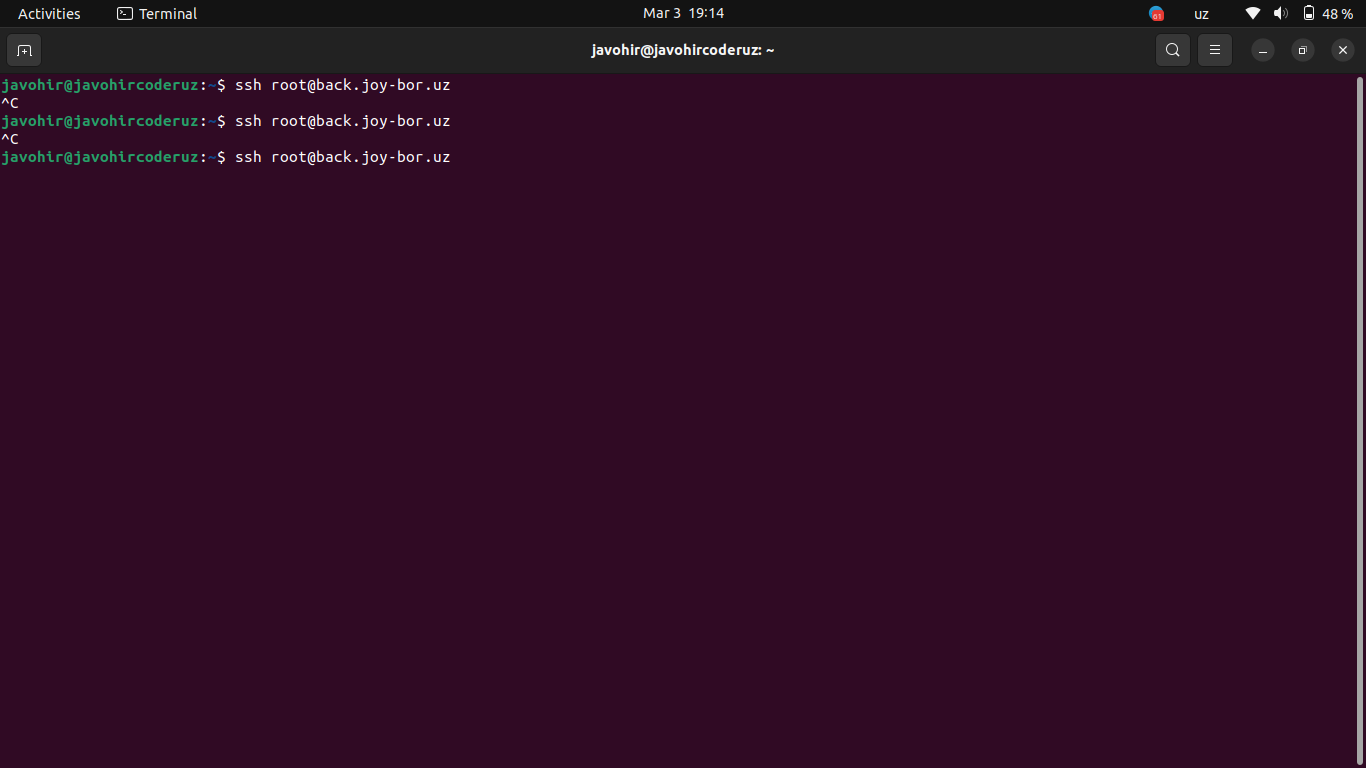 Activities Terminal Mar 3 19:14 61 uz 48 %
javohir@javohircoderuz: ~
javohir@javohircoderuz:~$ ssh root@back.joy-bor.uz
^C
javohir@javohircoderuz:~$ ssh root@back.joy-bor.uz
^C
javohir@javohircoderuz:~$ ssh root@back.joy-bor.uz